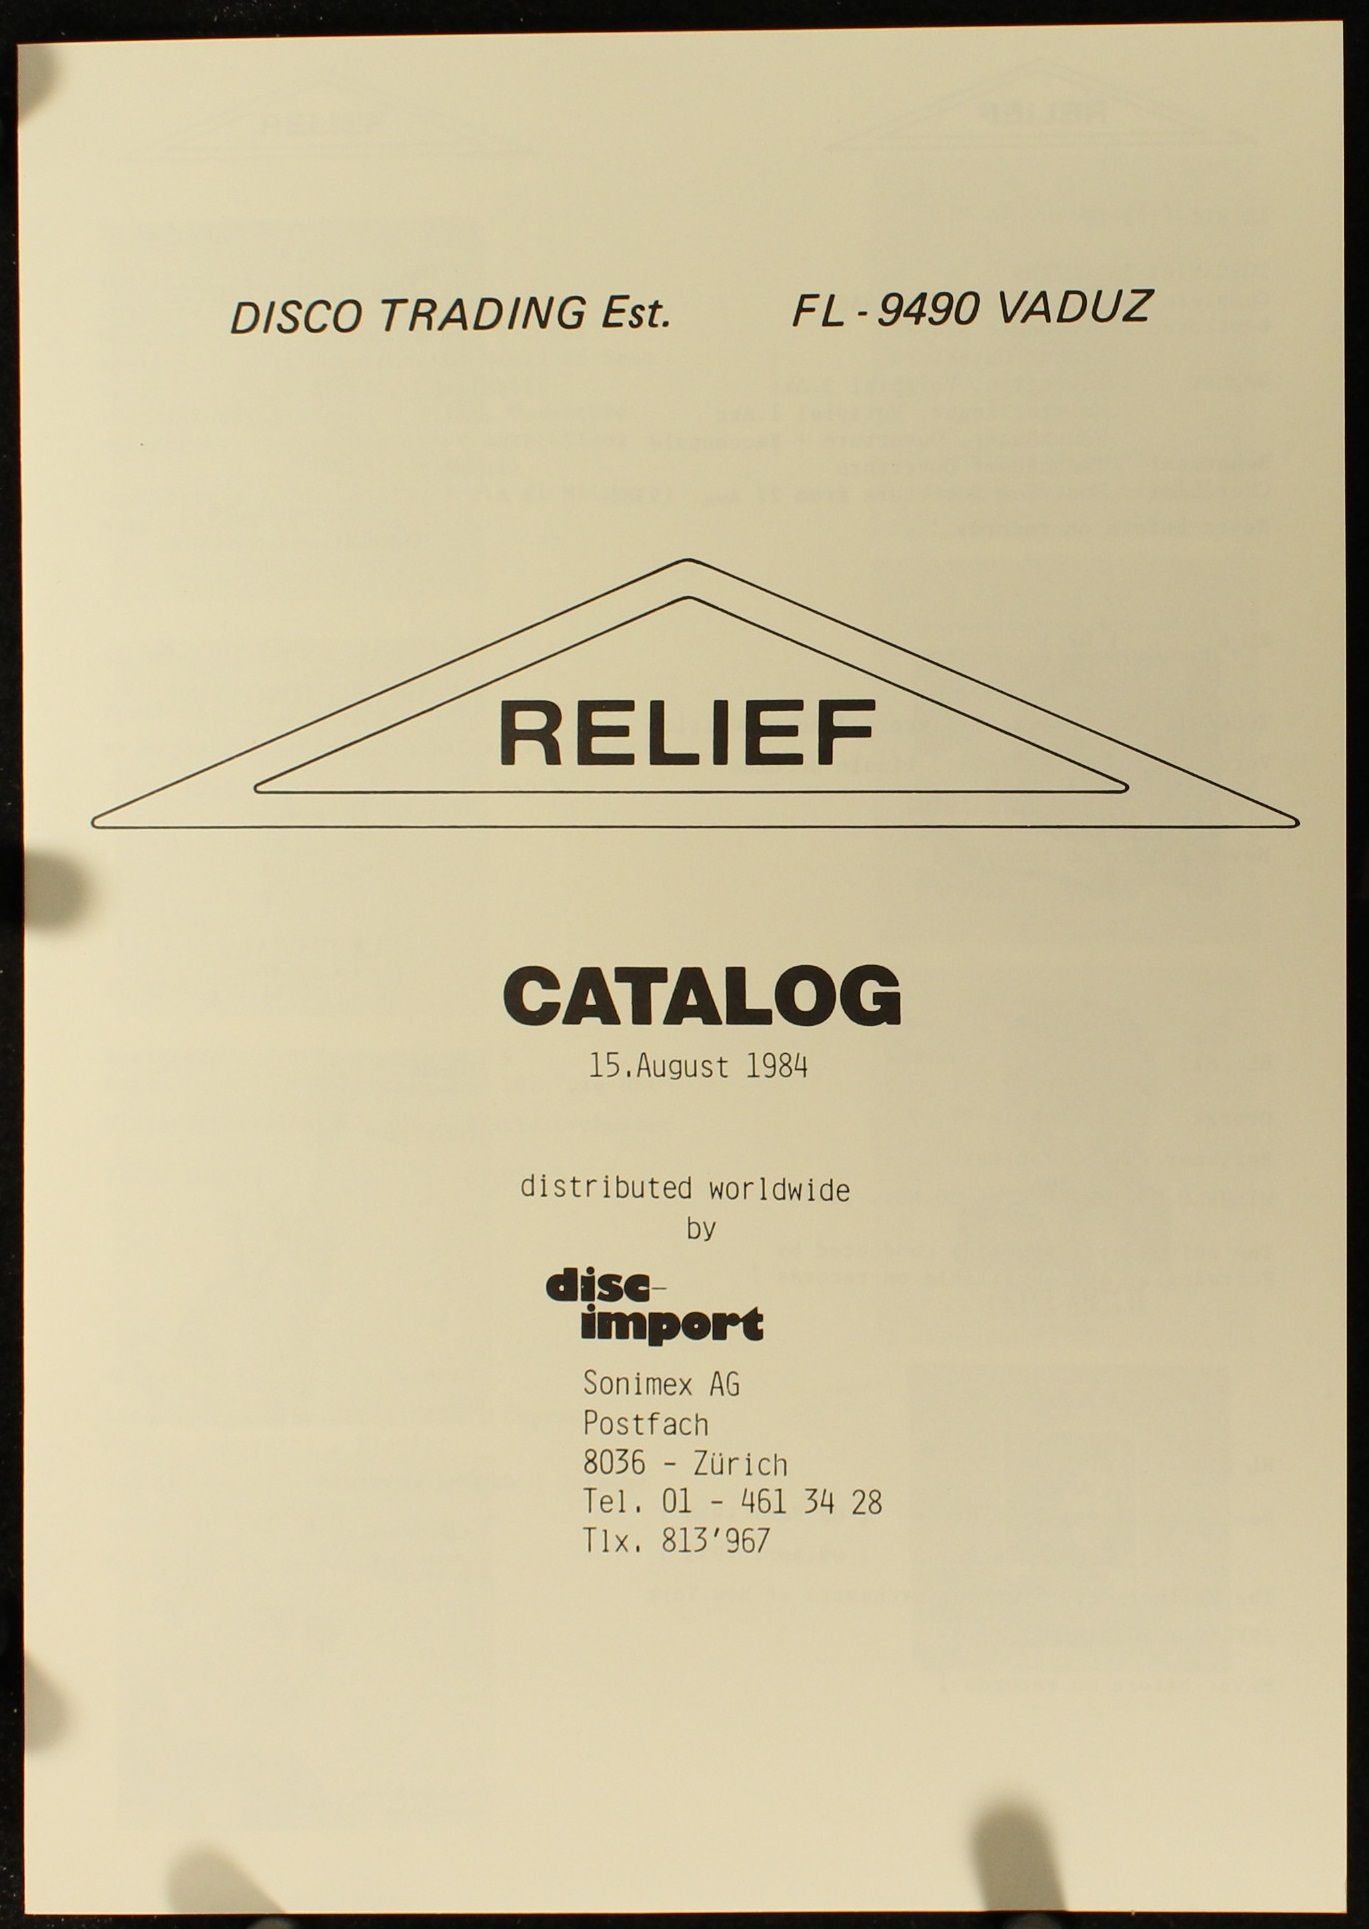 DISCO TRADING Est. FL - 9490 VADUZ
RELIEF
CATALOG
15.August 1984
distributed worldwide
by
disc-
import
Sonimex AG
Postfach
8036 - Zürich
Tel. 01 - 461 34 28
Tlx. 813'967